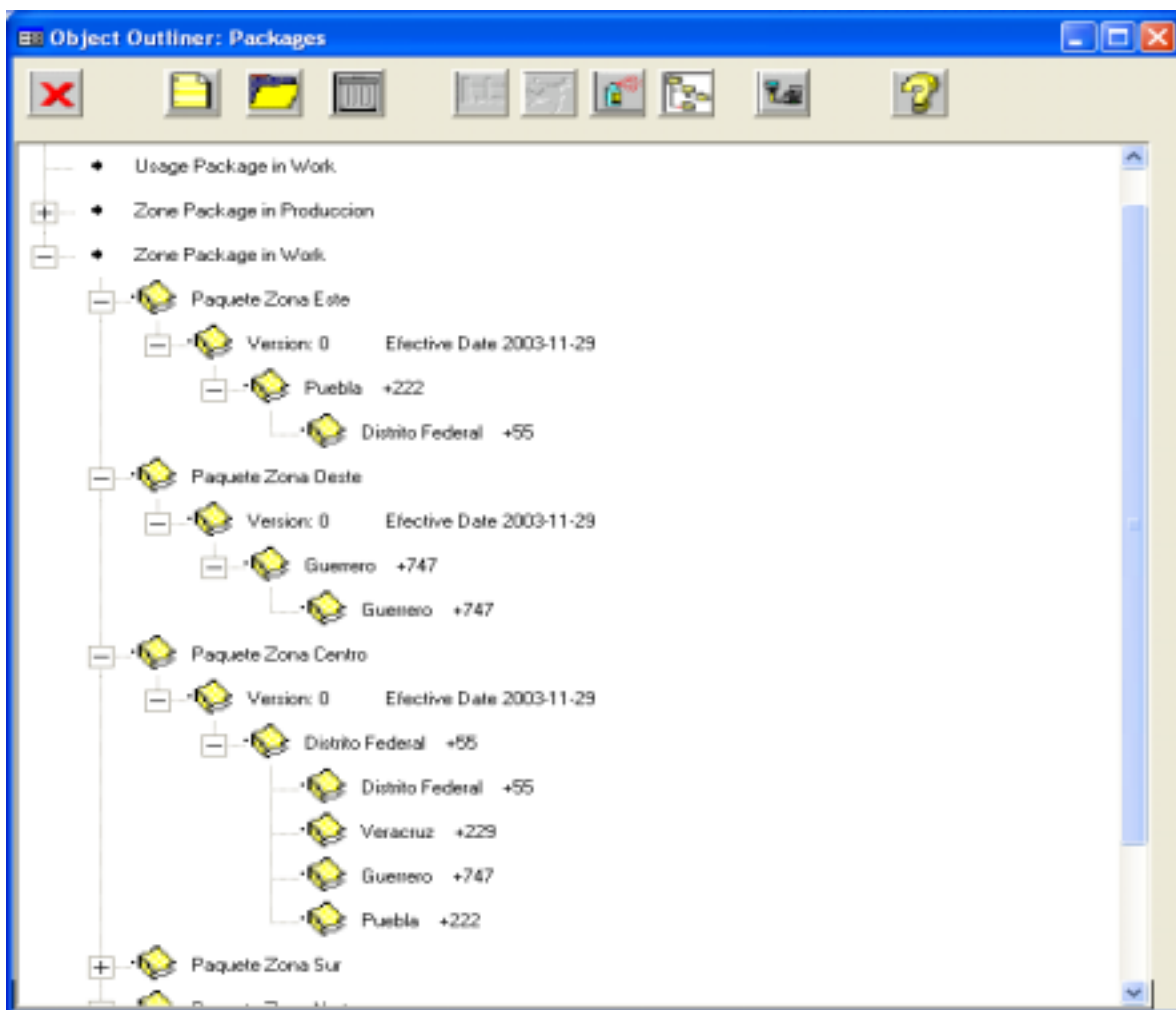 Object Outliner: Packages
Usage Package in Work
Zone Package in Produccion
Zone Package in Work
Paquete Zona Este
Version: 0 Efective Date 2003-11-29
Puebla +222
Distrito Federal +55
Paquete Zona Oeste
Version: 0 Efective Date 2003-11-29
Guerrero +747
Guerrero +747
Paquete Zona Centro
Version: 0 Efective Date 2003-11-29
Distrito Federal +55
Distrito Federal +55
Veracruz +229
Guerrero +747
Puebla +222
Paquete Zona Sur